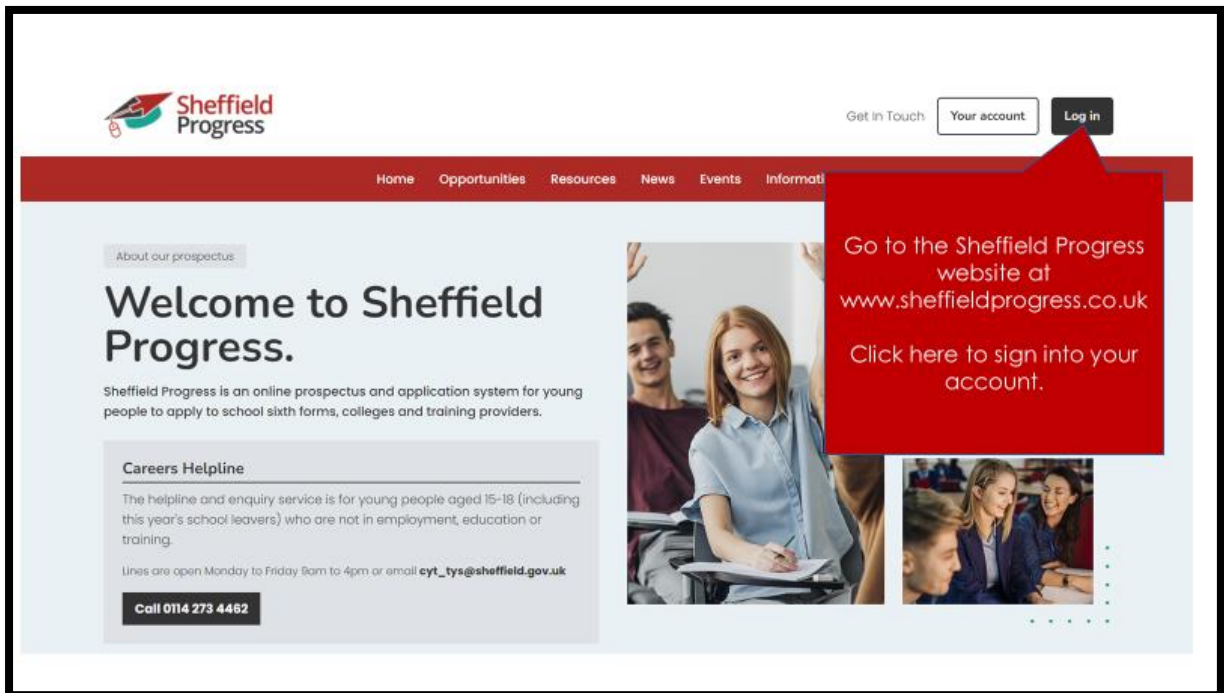 Sheffield
Progress
Get In Touch
Your account
Log in
Home Opportunities Resources News Events
Go to the Sheffield Progress
website at
www.sheffieldprogress.co.uk
Click here to sign into your
account.
About our prospectus
Welcome to Sheffield
Progress.
Sheffield Progress is an online prospectus and application system for young
people to apply to school sixth forms, colleges and training providers.
Careers Helpline
The helpline and enquiry service is for young people aged 15-18 (including
this year's school leavers) who are not in employment, education or
training.
Lines are open Monday to Friday 9am to 4pm or email cyt_tys@sheffield.gov.uk
Call 0114 273 4462